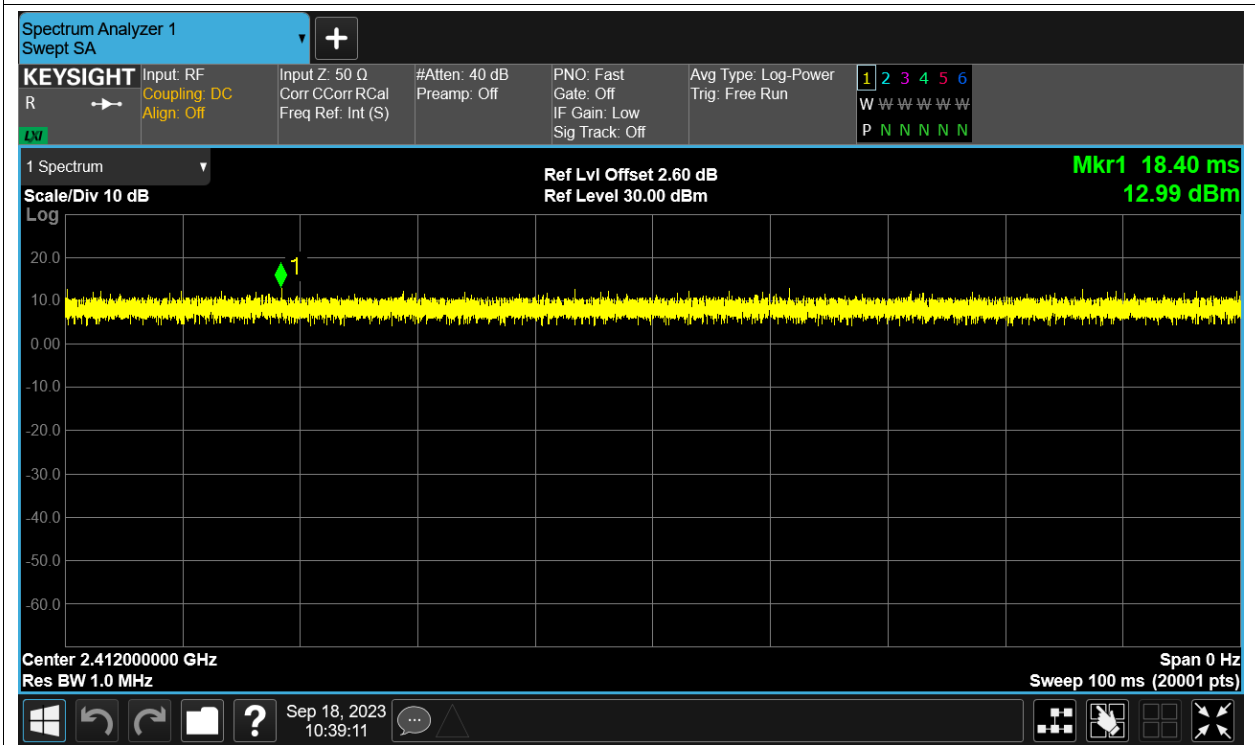 Spectrum Analyzer 1
Swept SA
KEYSIGHT
R
LXI
Input: RF
Coupling: DC
Align: Off
Input Z: 50 Ω
Corr CCorr RCal
Freq Ref: Int (S)
#Atten: 40 dB
Preamp: Off
PNO: Fast
Gate: Off
IF Gain: Low
Sig Track: Off
Avg Type: Log-Power
Trig: Free Run
1 2 3 4 5 6
W W W W W W
P N N N N N
1 Spectrum
Scale/Div 10 dB
Log
Ref Lvl Offset 2.60 dB
Ref Level 30.00 dBm
Mkr1 18.40 ms
12.99 dBm
1
20.0
10.0
0.00
-10.0
-20.0
-30.0
-40.0
-50.0
-60.0
Center 2.412000000 GHz
Res BW 1.0 MHz
Span 0 Hz
Sweep 100 ms (20001 pts)
?
Sep 18, 2023
10:39:11